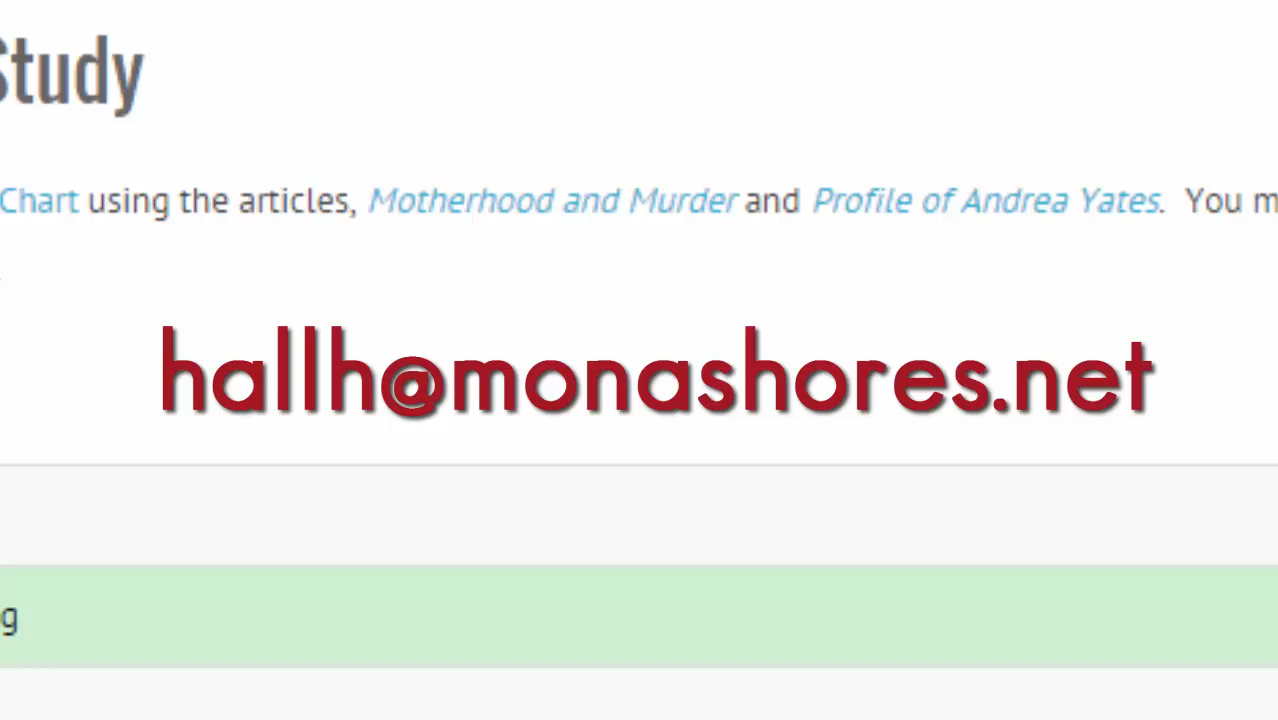 Study
Chart using the articles, Motherhood and Murder and Profile of Andrea Yates. You m
hallh@monashores.net
g